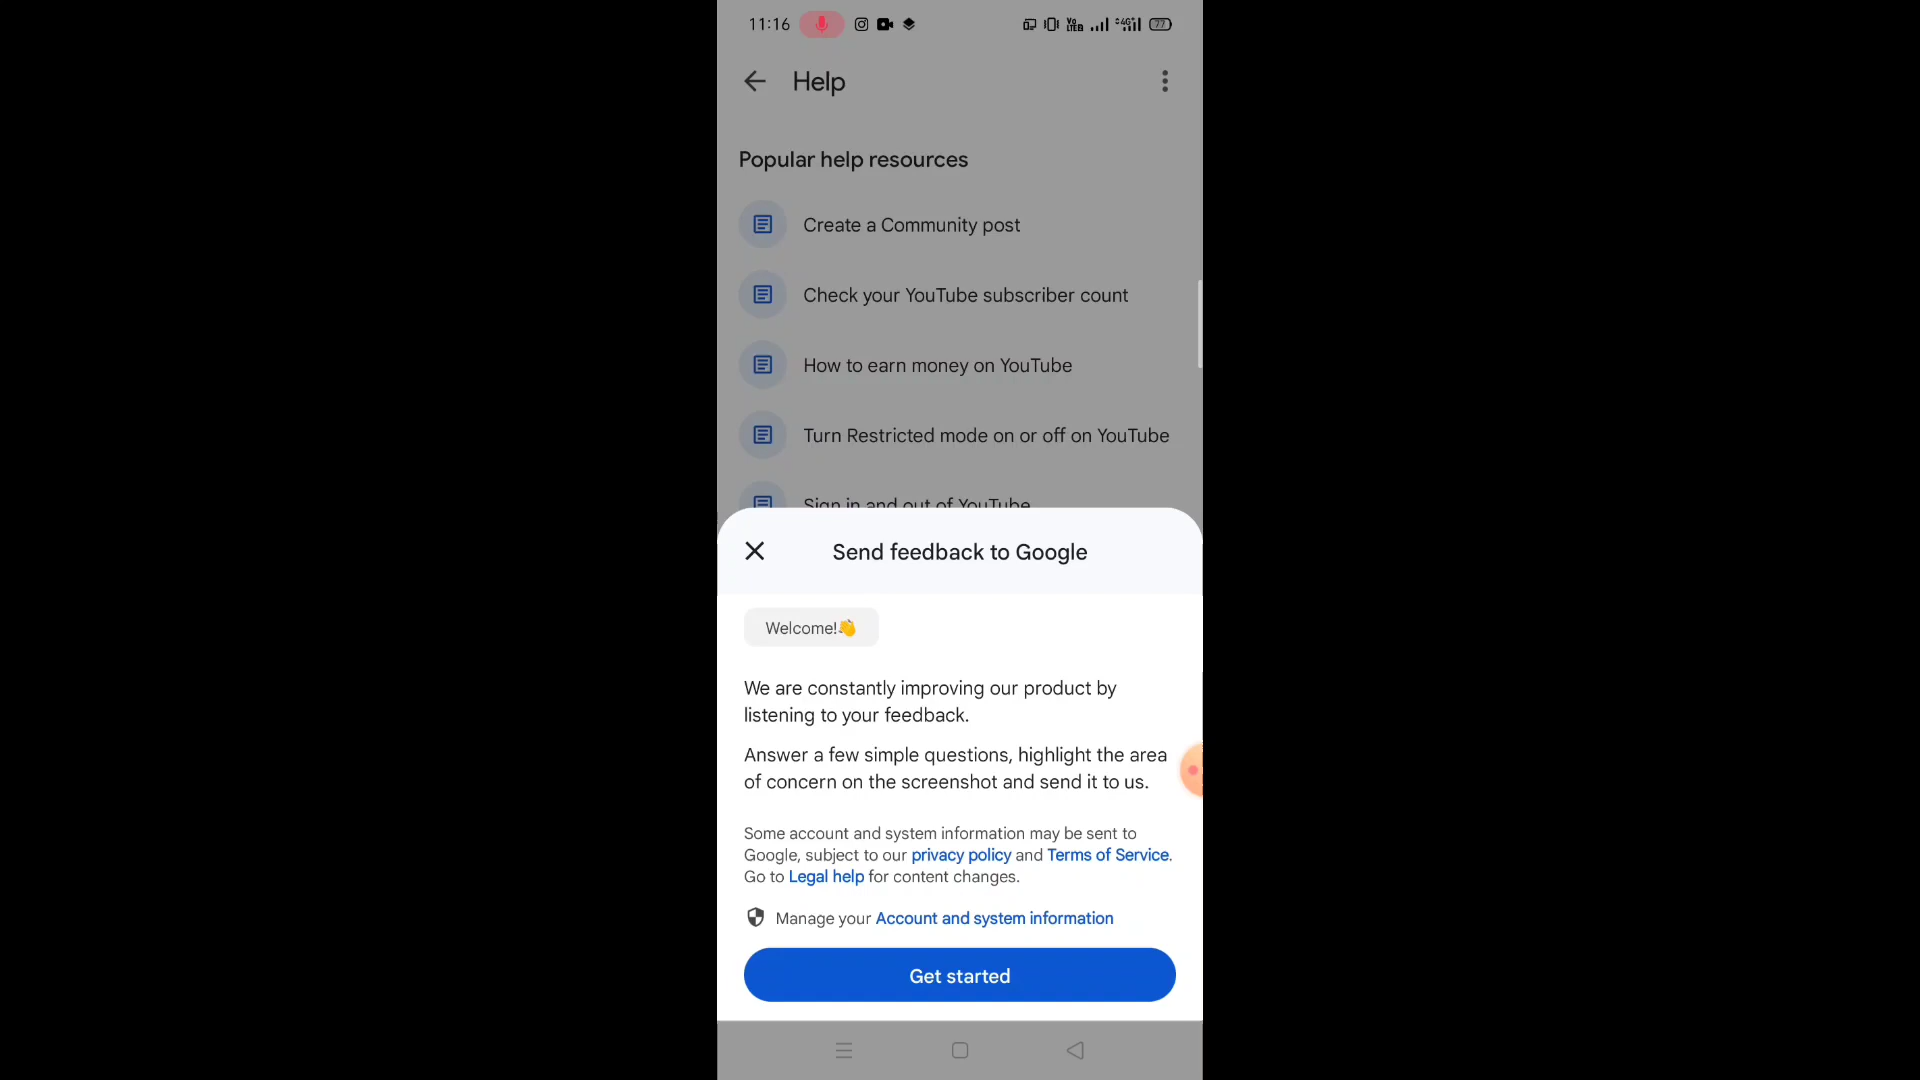 11:16 Vo LTE 4G 77
Help
Popular help resources
Create a Community post
Check your YouTube subscriber count
How to earn money on YouTube
Turn Restricted mode on or off on YouTube
Sign in and out of YouTube
Send feedback to Google
Welcome!👋
We are constantly improving our product by
listening to your feedback.
Answer a few simple questions, highlight the area
of concern on the screenshot and send it to us.
Some account and system information may be sent to
Google, subject to our privacy policy and Terms of Service.
Go to Legal help for content changes.
Manage your Account and system information
Get started